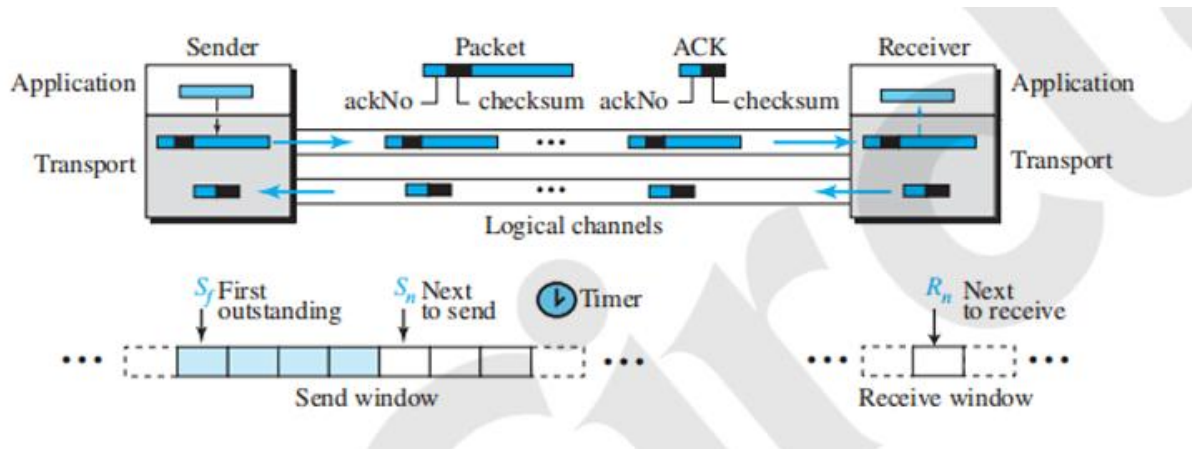 Sender Packet ACK Receiver
Application ackNo checksum ackNo checksum Application
Transport Transport
Logical channels
Sf First outstanding
Sn Next to send
Timer
Rn Next to receive
Send window
Receive window